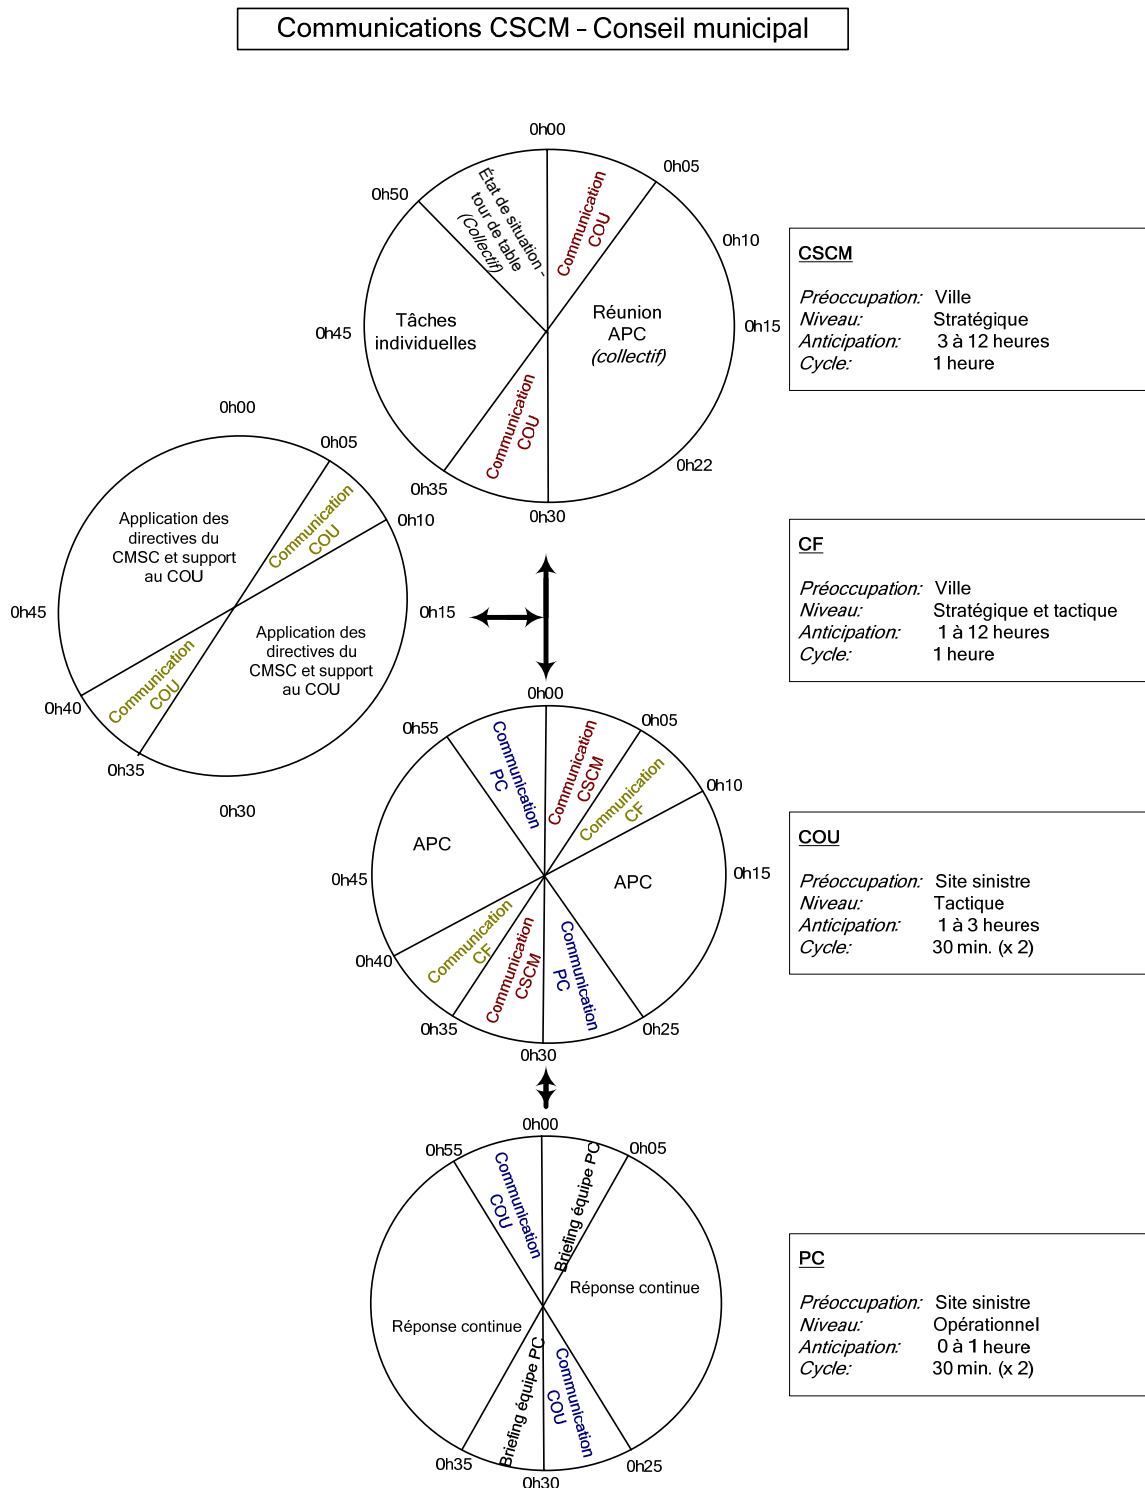 Communications CSCM – Conseil municipal
0h00
0h05
0h10
0h15
0h22
0h30
0h35
0h45
0h50
État de situation -
tour de table
(Collectif)
Communication
COU
Réunion
APC
(collectif)
Tâches
individuelles
Communication
COU
CSCM
Préoccupation: Ville
Niveau: Stratégique
Anticipation: 3 à 12 heures
Cycle: 1 heure
0h00
0h05
0h10
0h15
0h30
0h35
0h40
0h45
Application des
directives du
CMSC et support
au COU
Communication
COU
Application des
directives du
CMSC et support
au COU
Communication
COU
CF
Préoccupation: Ville
Niveau: Stratégique et tactique
Anticipation: 1 à 12 heures
Cycle: 1 heure
0h00
0h05
0h10
0h15
0h25
0h30
0h35
0h40
0h45
0h55
Communication
PC
Communication
CSCM
Communication
CF
APC
APC
Communication
CF
Communication
CSCM
Communication
PC
COU
Préoccupation: Site sinistre
Niveau: Tactique
Anticipation: 1 à 3 heures
Cycle: 30 min. (x 2)
0h00
0h05
0h25
0h30
0h35
0h55
Communication
COU
Briefing équipe PC
Réponse continue
Réponse continue
Briefing équipe PC
Communication
COU
PC
Préoccupation: Site sinistre
Niveau: Opérationnel
Anticipation: 0 à 1 heure
Cycle: 30 min. (x 2)